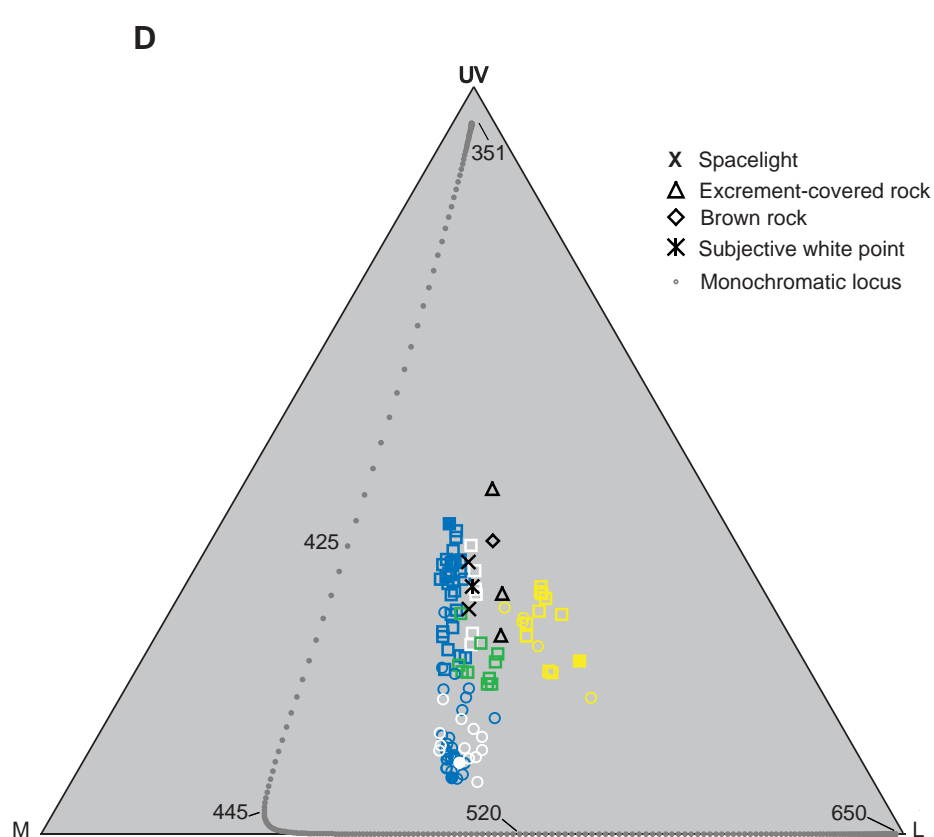 D
UV
351
X Spacelight
Excrement-covered rock
Brown rock
Subjective white point
Monochromatic locus
425
445
520
650
M
L